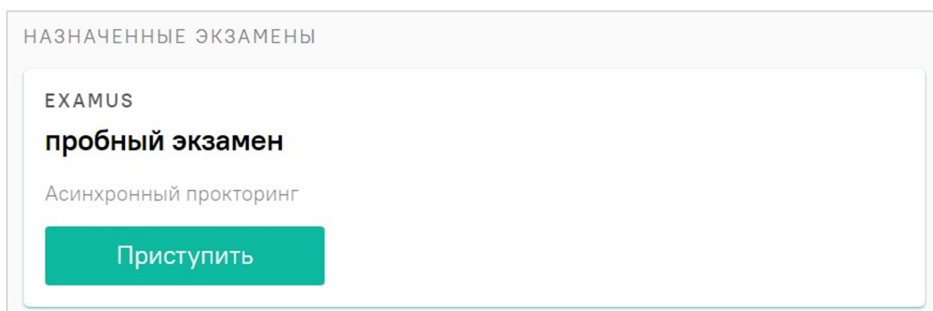 НАЗНАЧЕННЫЕ ЭКЗАМЕНЫ
EXAMUS
пробный экзамен
Асинхронный прокторинг
Приступить